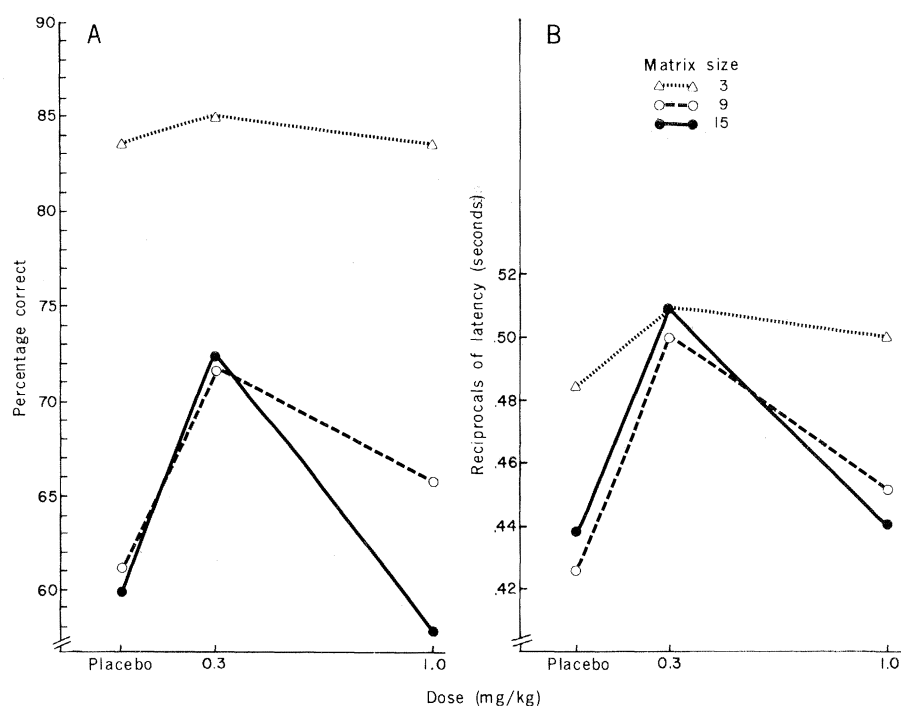 A
90
85
80
75
70
65
60
Percentage correct
Placebo
0.3
1.0
B
Matrix size
3
9
15
.52
.50
.48
.46
.44
.42
Reciprocals of latency (seconds)
Placebo
0.3
1.0
Dose (mg/kg)